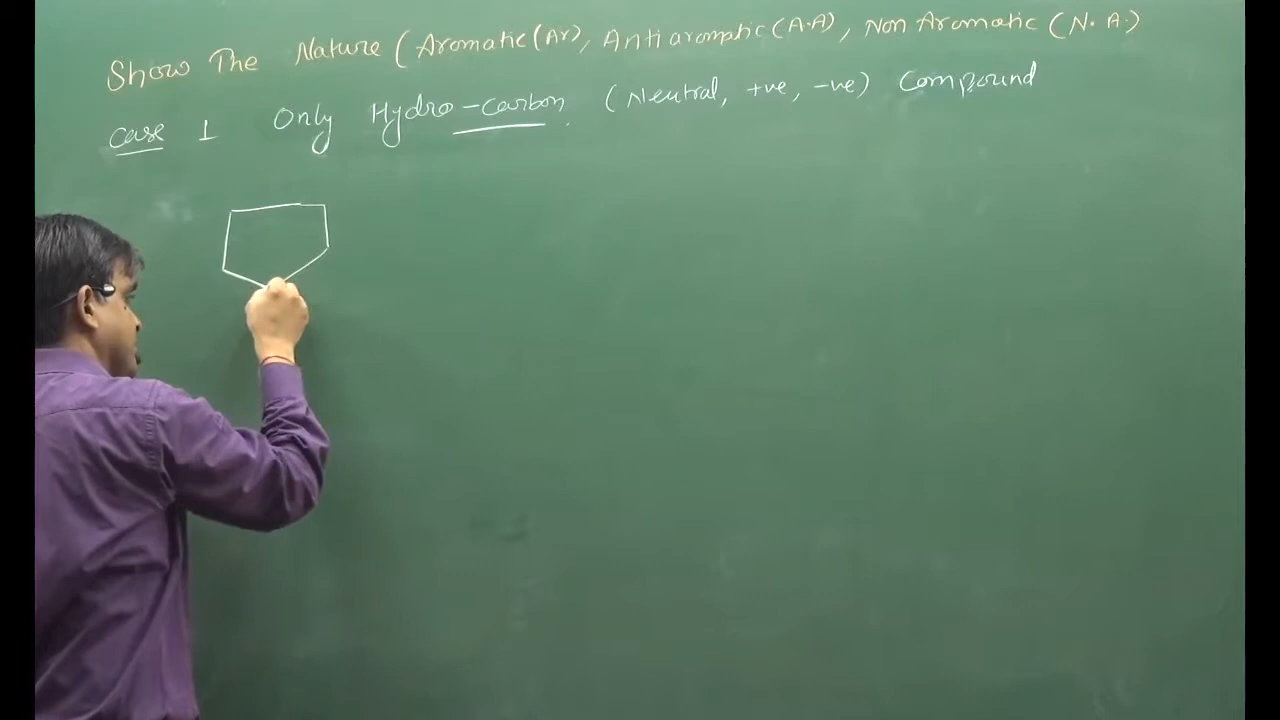 Show The Nature (Aromatic (Ar), Anti aromatic (A.A), Non Aromatic (N. A.)
Case 1 Only Hydro-Carbon (Neutral, +ve, -ve) Compound